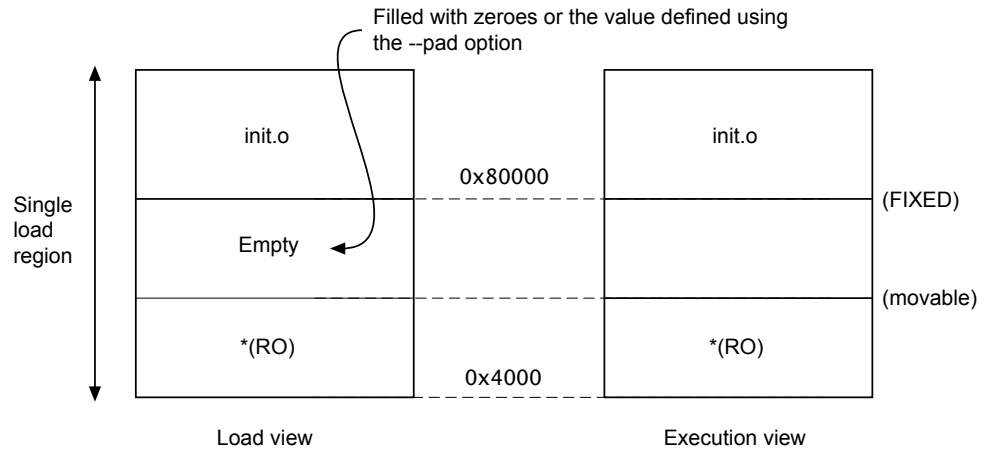 Filled with zeroes or the value defined using
the --pad option
init.o
init.o
0x80000
(FIXED)
Single
load
region
Empty
(movable)
*(RO)
*(RO)
0x4000
Load view
Execution view